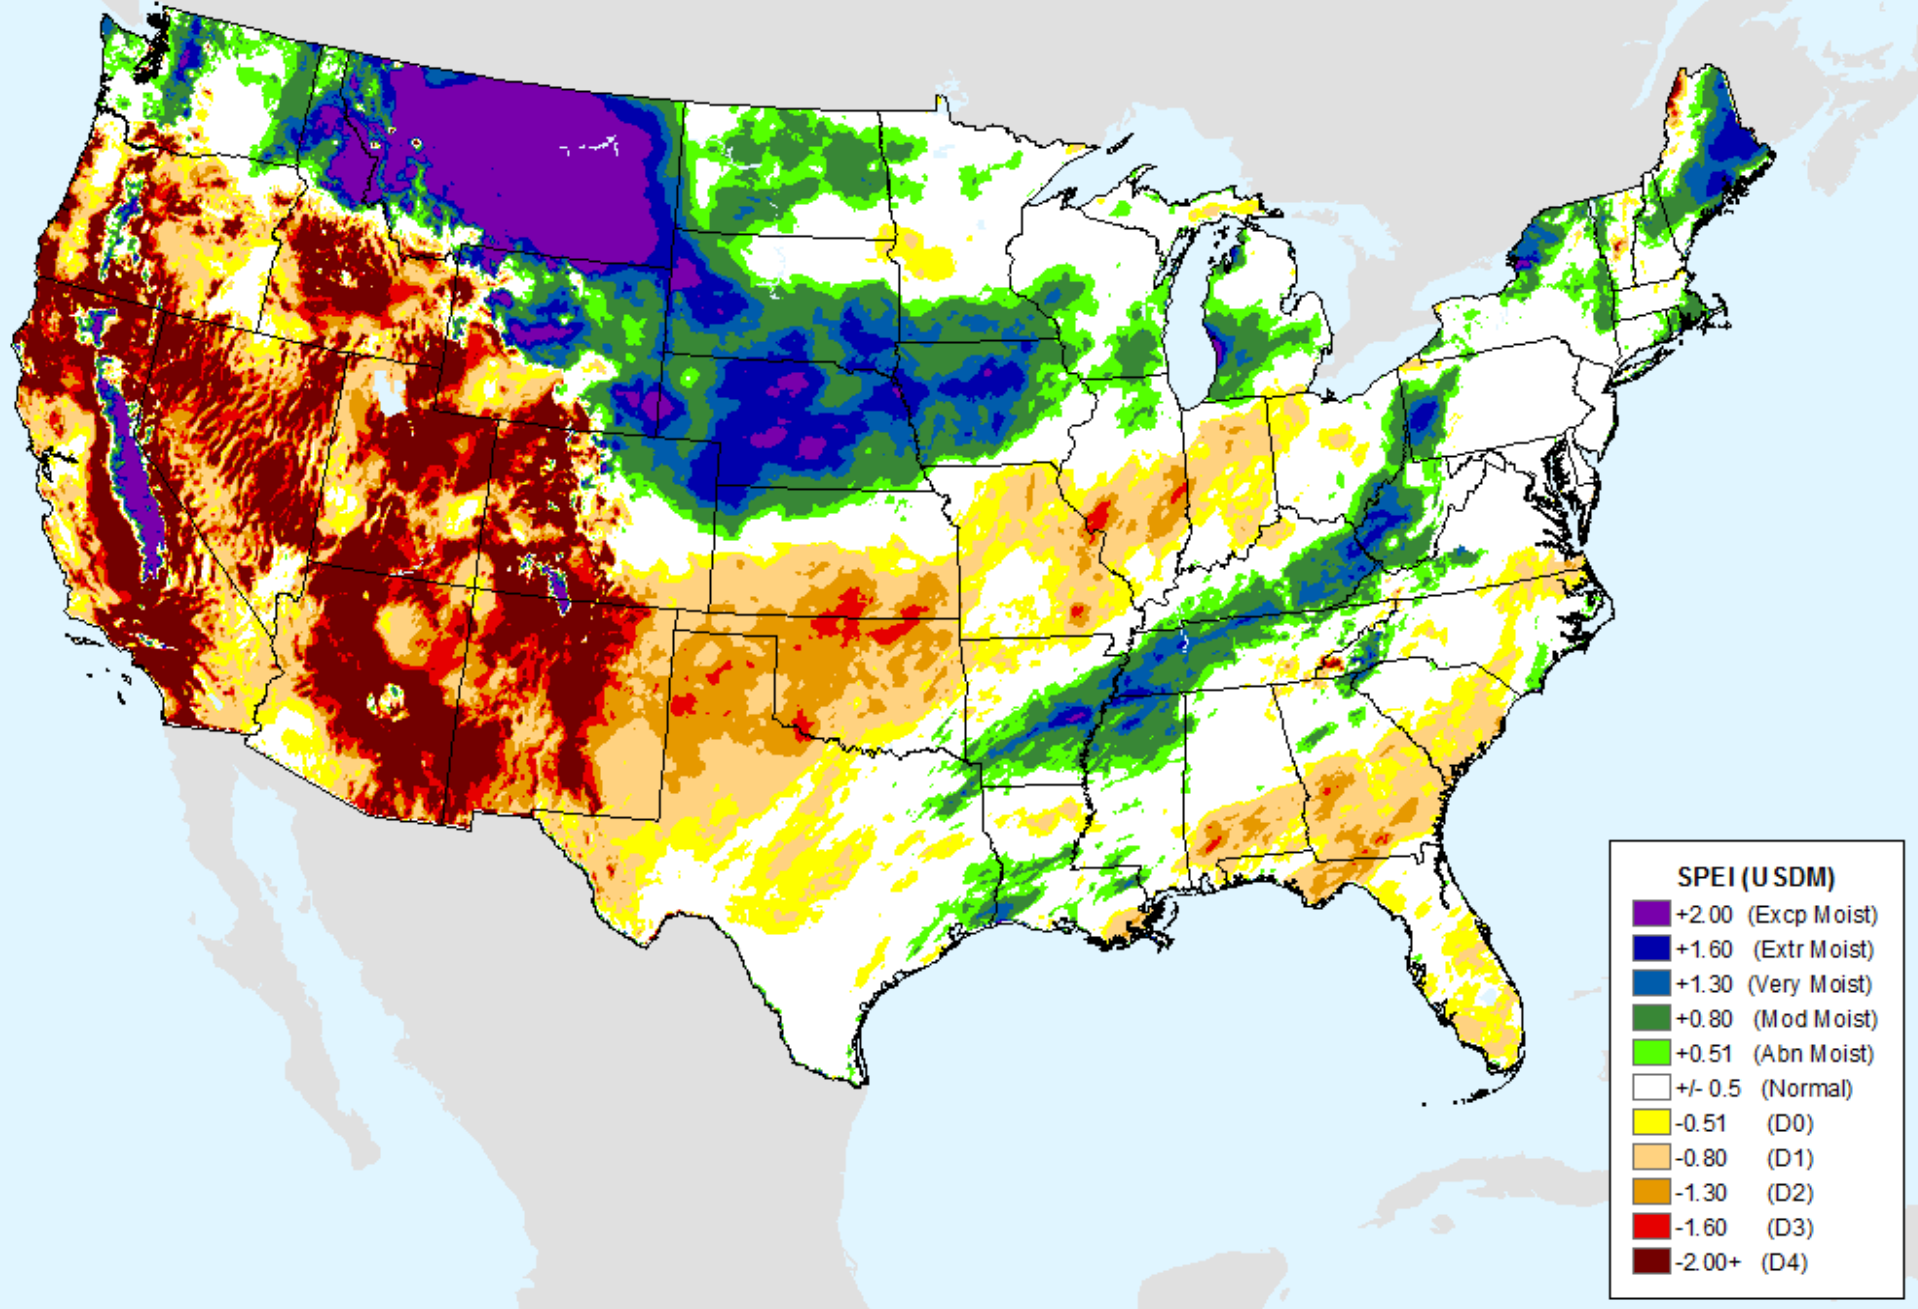 SPEI (USDM)
+2.00 (Excp Moist)
+1.60 (Extr Moist)
+1.30 (Very Moist)
+0.80 (Mod Moist)
+0.51 (Abn Moist)
+/- 0.5 (Normal)
-0.51 (D0)
-0.80 (D1)
-1.30 (D2)
-1.60 (D3)
-2.00+ (D4)